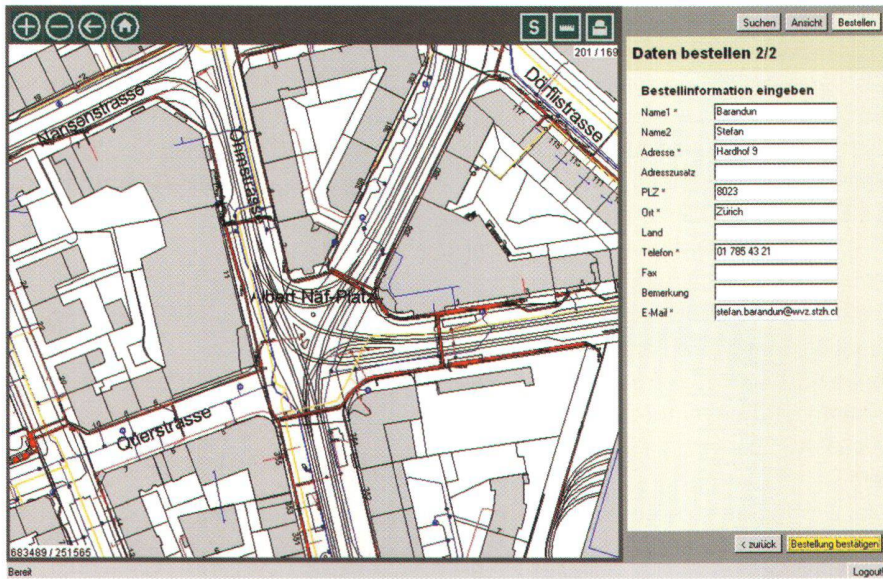 S
201 / 169
Nansenstrasse
Ohmstrasse
Dörflistrasse
Albert Näf-Platz
Querstrasse
683489 / 251565
Suchen Ansicht Bestellen
Daten bestellen 2/2
Bestellinformation eingeben
Name1 * Barandun
Name2 Stefan
Adresse * Hardhof 9
Adresszusatz
PLZ * 8023
Ort * Zürich
Land
Telefon * 01 785 43 21
Fax
Bemerkung
E-Mail * stefan.barandun@wvz.stzh.cl
< zurück Bestellung bestätigen
Bereit Logout